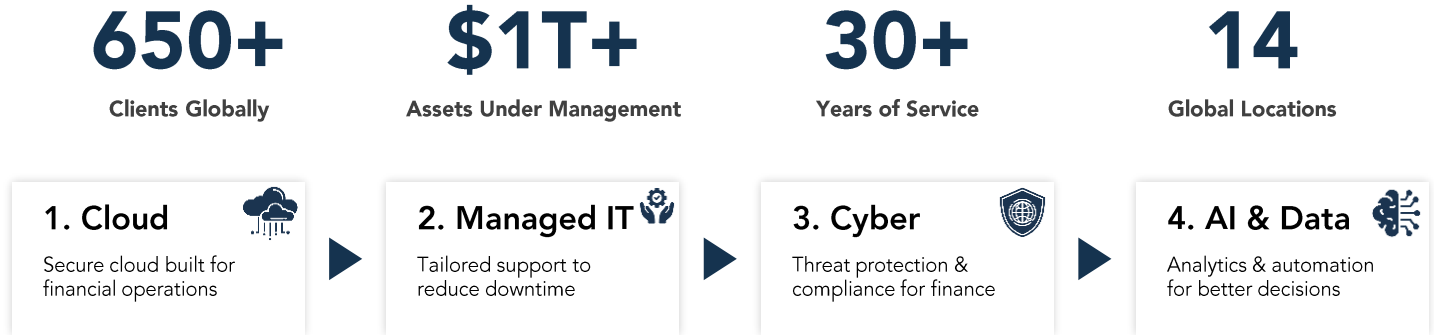 650+
Clients Globally
$1T+
Assets Under Management
30+
Years of Service
14
Global Locations
1. Cloud
Secure cloud built for
financial operations
2. Managed IT
Tailored support to
reduce downtime
3. Cyber
Threat protection &
compliance for finance
4. AI & Data
Analytics & automation
for better decisions